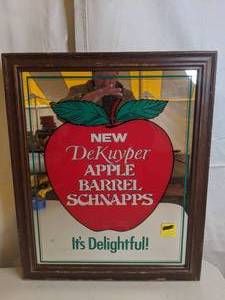 NEW
DeKuyper
APPLE
BARREL
SCHNAPPS
It's Delightful!